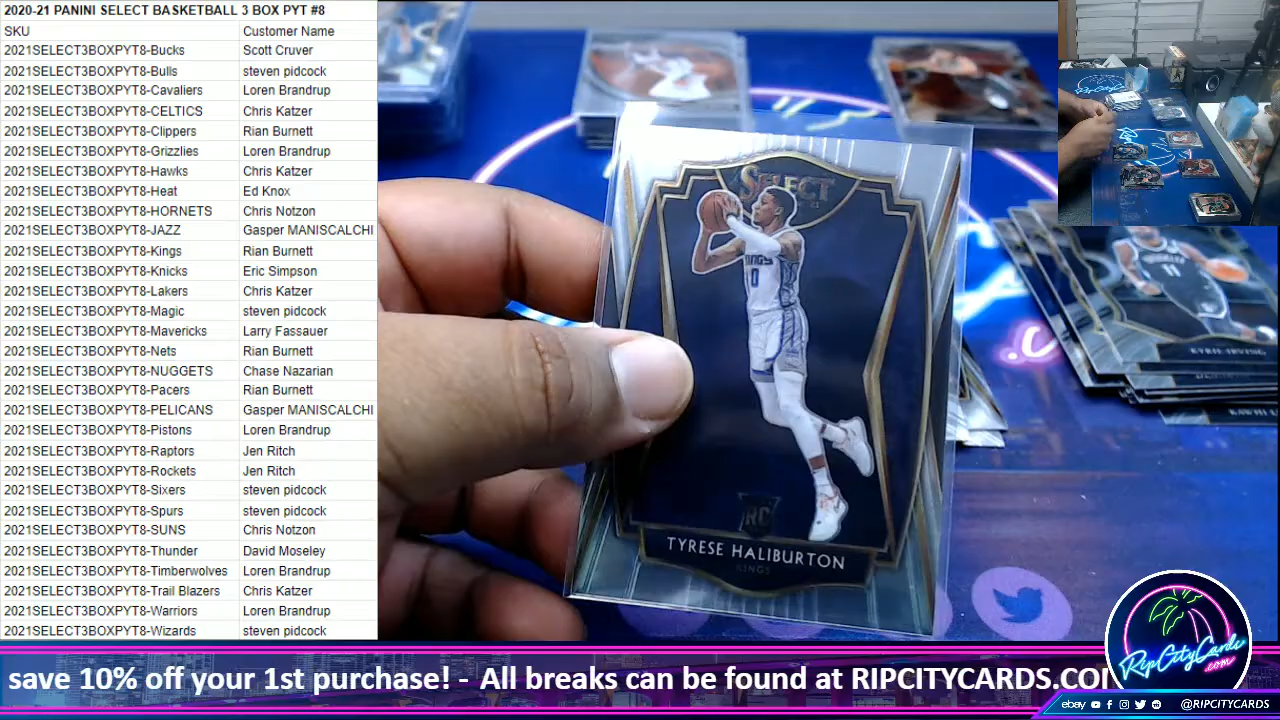 2020-21 PANINI SELECT BASKETBALL 3 BOX PYT #8
SKU Customer Name
2021SELECT3BOXPYT8-Bucks Scott Cruver
2021SELECT3BOXPYT8-Bulls steven pidcock
2021SELECT3BOXPYT8-Cavaliers Loren Brandrup
2021SELECT3BOXPYT8-CELTICS Chris Katzer
2021SELECT3BOXPYT8-Clippers Rian Burnett
2021SELECT3BOXPYT8-Grizzlies Loren Brandrup
2021SELECT3BOXPYT8-Hawks Chris Katzer
2021SELECT3BOXPYT8-Heat Ed Knox
2021SELECT3BOXPYT8-HORNETS Chris Notzon
2021SELECT3BOXPYT8-JAZZ Gasper MANISCALCHI
2021SELECT3BOXPYT8-Kings Rian Burnett
2021SELECT3BOXPYT8-Knicks Eric Simpson
2021SELECT3BOXPYT8-Lakers Chris Katzer
2021SELECT3BOXPYT8-Magic steven pidcock
2021SELECT3BOXPYT8-Mavericks Larry Fassauer
2021SELECT3BOXPYT8-Nets Rian Burnett
2021SELECT3BOXPYT8-NUGGETS Chase Nazarian
2021SELECT3BOXPYT8-Pacers Rian Burnett
2021SELECT3BOXPYT8-PELICANS Gasper MANISCALCHI
2021SELECT3BOXPYT8-Pistons Loren Brandrup
2021SELECT3BOXPYT8-Raptors Jen Ritch
2021SELECT3BOXPYT8-Rockets Jen Ritch
2021SELECT3BOXPYT8-Sixers steven pidcock
2021SELECT3BOXPYT8-Spurs steven pidcock
2021SELECT3BOXPYT8-SUNS Chris Notzon
2021SELECT3BOXPYT8-Thunder David Moseley
2021SELECT3BOXPYT8-Timberwolves Loren Brandrup
2021SELECT3BOXPYT8-Trail Blazers Chris Katzer
2021SELECT3BOXPYT8-Warriors Loren Brandrup
2021SELECT3BOXPYT8-Wizards steven pidcock
SELECT
KINGS
0
RC
TYRESE HALIBURTON
KINGS
11
KYRIE IRVING
.C
save 10% off your 1st purchase! - All breaks can be found at RIPCITYCARDS.CO
RipCityCards
.com
ebay @RIPCITYCARDS